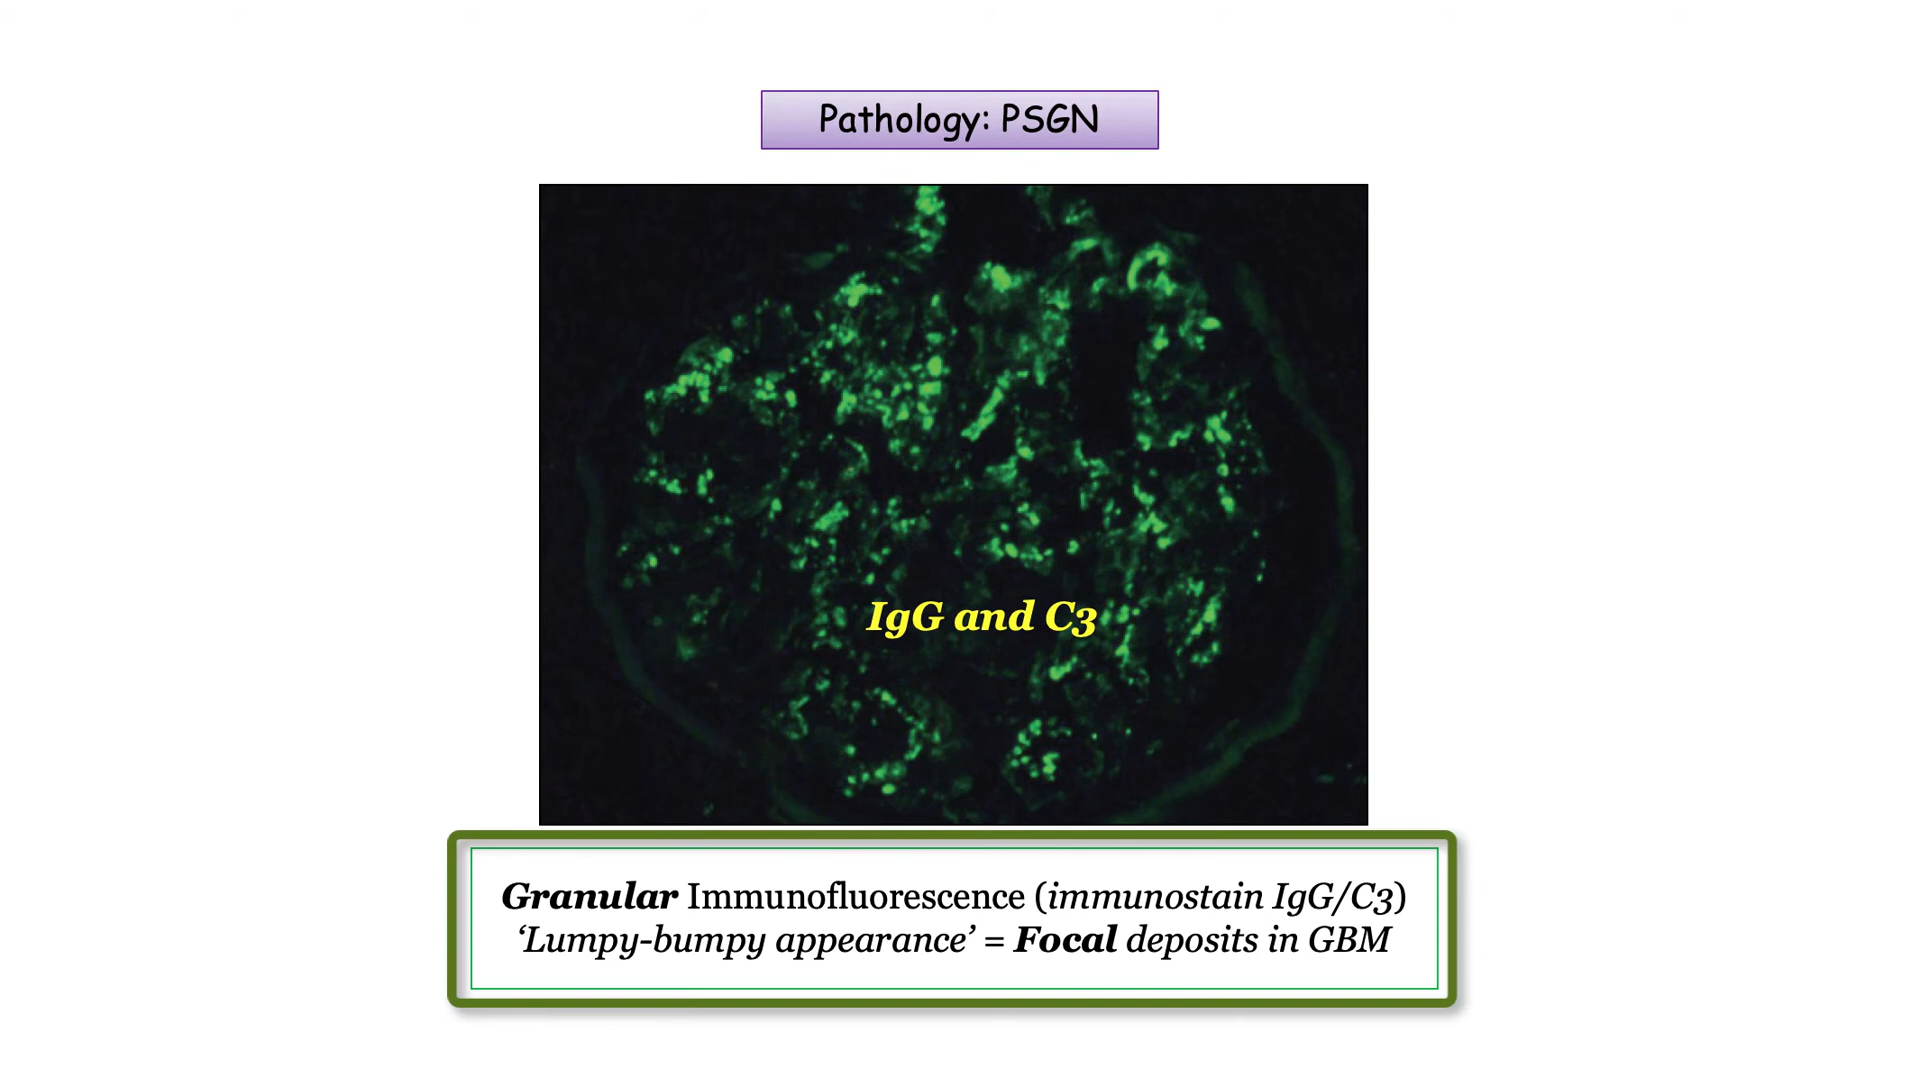 Pathology: PSGN
IgG and C3
Granular Immunofluorescence (immunostain IgG/C3)
‘Lumpy-bumpy appearance’ = Focal deposits in GBM